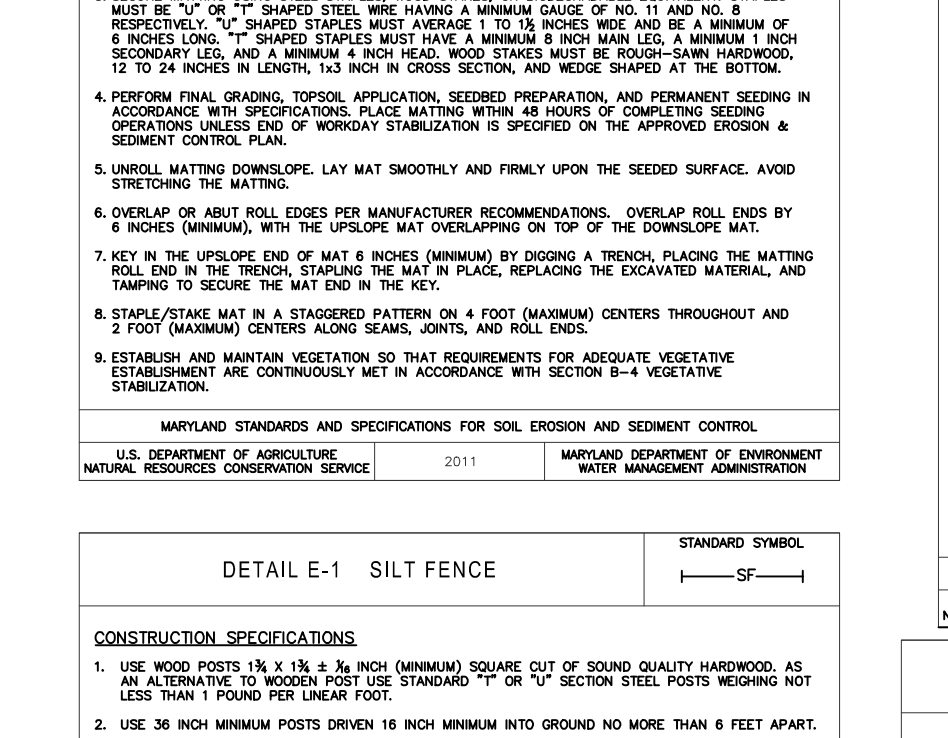 MUST BE "U" OR "T" SHAPED STEEL WIRE HAVING A MINIMUM GAUGE OF NO. 11 AND NO. 8
RESPECTIVELY. "U" SHAPED STAPLES MUST AVERAGE 1 TO 1½ INCHES WIDE AND BE A MINIMUM OF
6 INCHES LONG. "T" SHAPED STAPLES MUST HAVE A MINIMUM 8 INCH MAIN LEG, A MINIMUM 1 INCH
SECONDARY LEG, AND A MINIMUM 4 INCH HEAD. WOOD STAKES MUST BE ROUGH-SAWN HARDWOOD,
12 TO 24 INCHES IN LENGTH, 1x3 INCH IN CROSS SECTION, AND WEDGE SHAPED AT THE BOTTOM.
4. PERFORM FINAL GRADING, TOPSOIL APPLICATION, SEEDBED PREPARATION, AND PERMANENT SEEDING IN
ACCORDANCE WITH SPECIFICATIONS. PLACE MATTING WITHIN 48 HOURS OF COMPLETING SEEDING
OPERATIONS UNLESS END OF WORKDAY STABILIZATION IS SPECIFIED ON THE APPROVED EROSION &
SEDIMENT CONTROL PLAN.
5. UNROLL MATTING DOWNSLOPE. LAY MAT SMOOTHLY AND FIRMLY UPON THE SEEDED SURFACE. AVOID
STRETCHING THE MATTING.
6. OVERLAP OR ABUT ROLL EDGES PER MANUFACTURER RECOMMENDATIONS. OVERLAP ROLL ENDS BY
6 INCHES (MINIMUM), WITH THE UPSLOPE MAT OVERLAPPING ON TOP OF THE DOWNSLOPE MAT.
7. KEY IN THE UPSLOPE END OF MAT 6 INCHES (MINIMUM) BY DIGGING A TRENCH, PLACING THE MATTING
ROLL END IN THE TRENCH, STAPLING THE MAT IN PLACE, REPLACING THE EXCAVATED MATERIAL, AND
TAMPING TO SECURE THE MAT END IN THE KEY.
8. STAPLE/STAKE MAT IN A STAGGERED PATTERN ON 4 FOOT (MAXIMUM) CENTERS THROUGHOUT AND
2 FOOT (MAXIMUM) CENTERS ALONG SEAMS, JOINTS, AND ROLL ENDS.
9. ESTABLISH AND MAINTAIN VEGETATION SO THAT REQUIREMENTS FOR ADEQUATE VEGETATIVE
ESTABLISHMENT ARE CONTINUOUSLY MET IN ACCORDANCE WITH SECTION B-4 VEGETATIVE
STABILIZATION.
MARYLAND STANDARDS AND SPECIFICATIONS FOR SOIL EROSION AND SEDIMENT CONTROL
U.S. DEPARTMENT OF AGRICULTURE
NATURAL RESOURCES CONSERVATION SERVICE
2011
MARYLAND DEPARTMENT OF ENVIRONMENT
WATER MANAGEMENT ADMINISTRATION
DETAIL E-1 SILT FENCE
STANDARD SYMBOL
SF
CONSTRUCTION SPECIFICATIONS
1. USE WOOD POSTS 1¾ X 1¾ ± 1/16 INCH (MINIMUM) SQUARE CUT OF SOUND QUALITY HARDWOOD. AS
AN ALTERNATIVE TO WOODEN POST USE STANDARD "T" OR "U" SECTION STEEL POSTS WEIGHING NOT
LESS THAN 1 POUND PER LINEAR FOOT.
2. USE 36 INCH MINIMUM POSTS DRIVEN 16 INCH MINIMUM INTO GROUND NO MORE THAN 6 FEET APART.